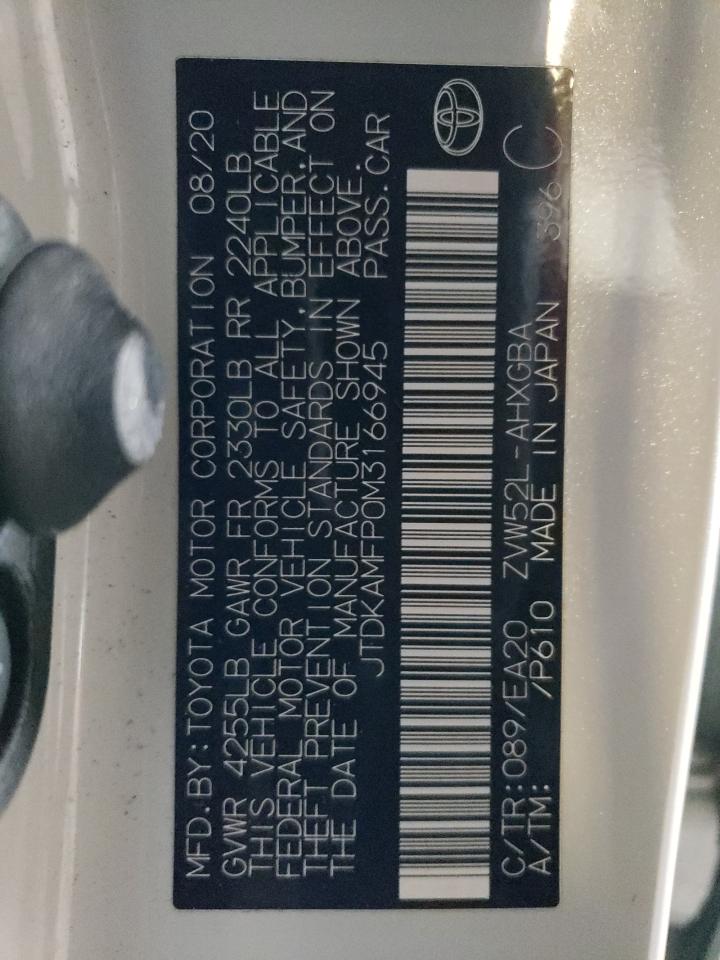 MFD.BY:TOYOTA MOTOR CORPORATION 08/20
GVWR 4255LB GAWR FR 2330LB RR 2240LB
THIS VEHICLE CONFORMS TO ALL APPLICABLE
FEDERAL MOTOR VEHICLE SAFETY,BUMPER,AND
THEFT PREVENTION STANDARDS IN EFFECT ON
THE DATE OF MANUFACTURE SHOWN ABOVE.
JTDKAMFP0M3166945 PASS.CAR
C/TR:089/EA20 ZVW52L-AHXGBA C
A/TM: /P610 MADE IN JAPAN 396